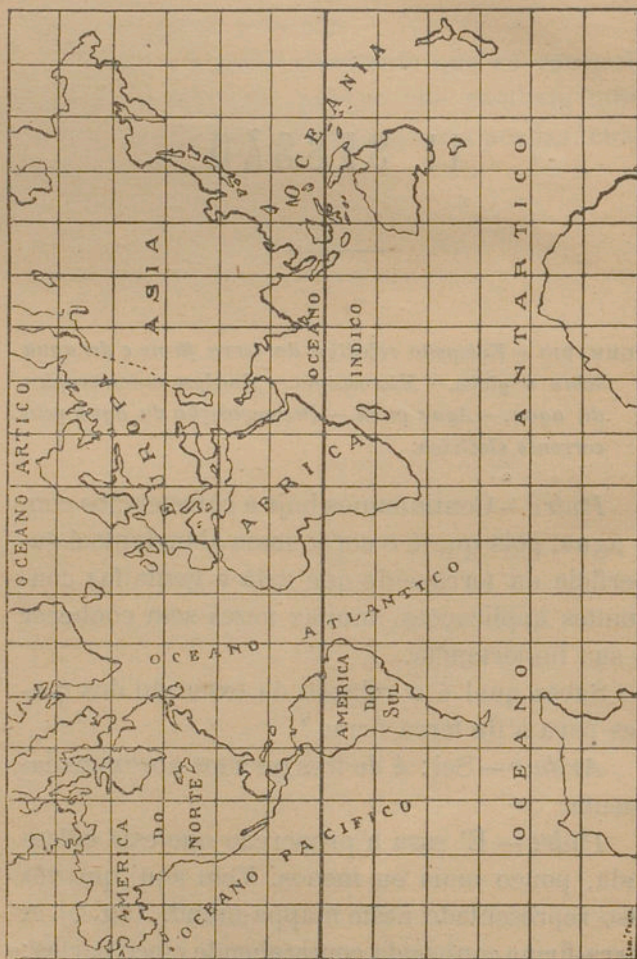 OCEANO ARTICO
ASIA
EUROPA
OCEANIA
AFRICA
OCEANO
INDICO
OCEANO ATLANTICO
AMERICA
DO
NORTE
AMERICA
DO
SUL
OCEANO PACIFICO
OCEANO ANTARTICO